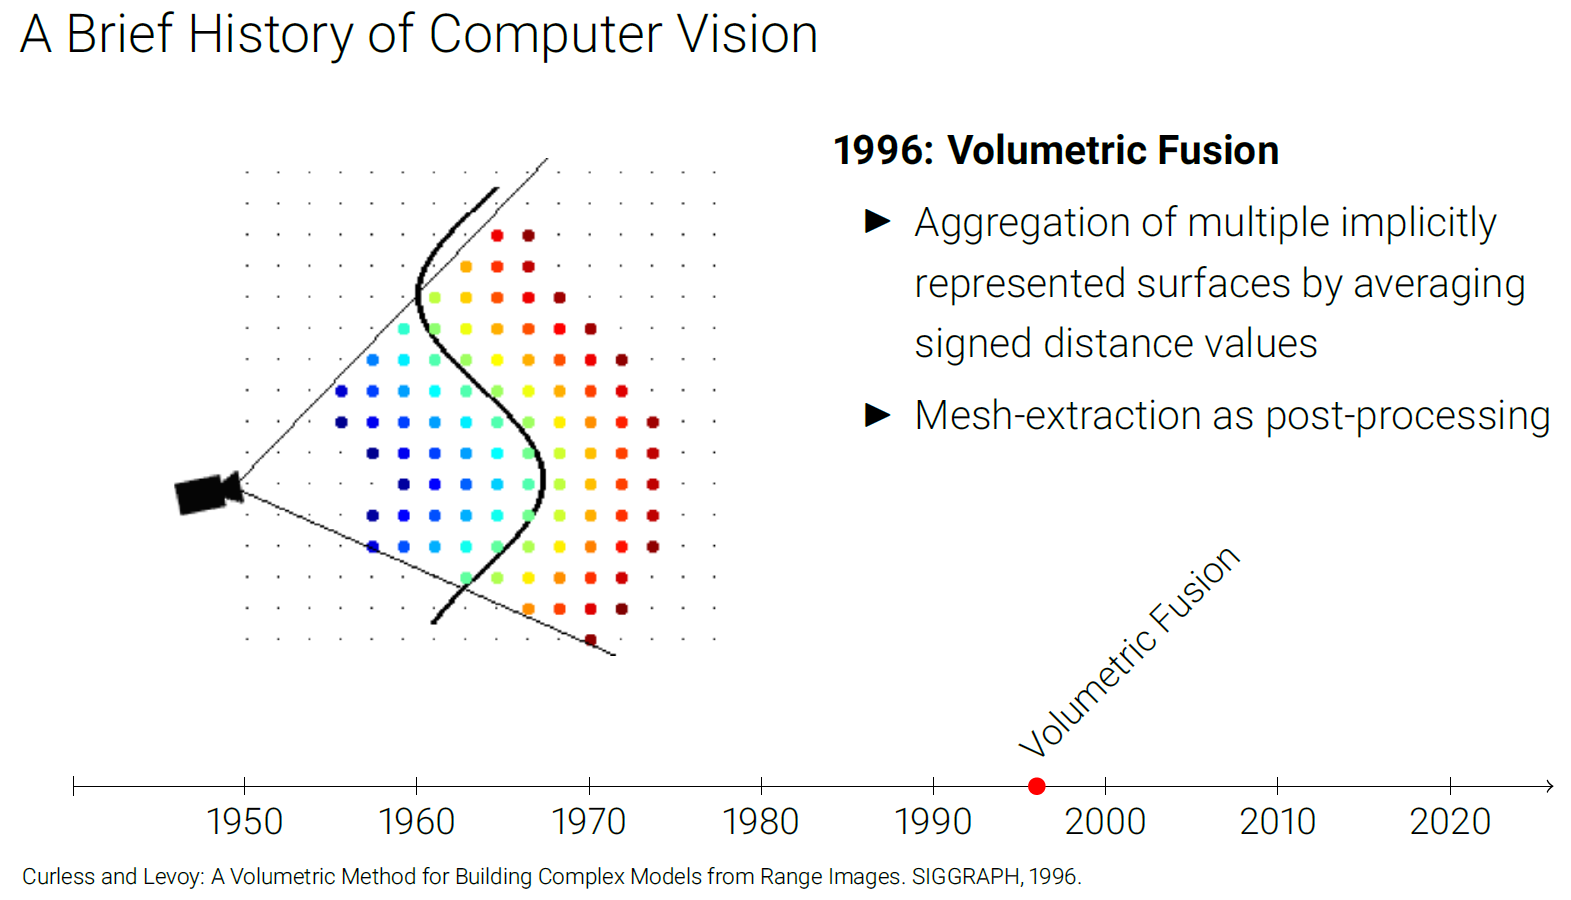 A Brief History of Computer Vision
1996: Volumetric Fusion
► Aggregation of multiple implicitly
represented surfaces by averaging
signed distance values
► Mesh-extraction as post-processing
Volumetric Fusion
1950 1960 1970 1980 1990 2000 2010 2020
Curless and Levoy: A Volumetric Method for Building Complex Models from Range Images. SIGGRAPH, 1996.